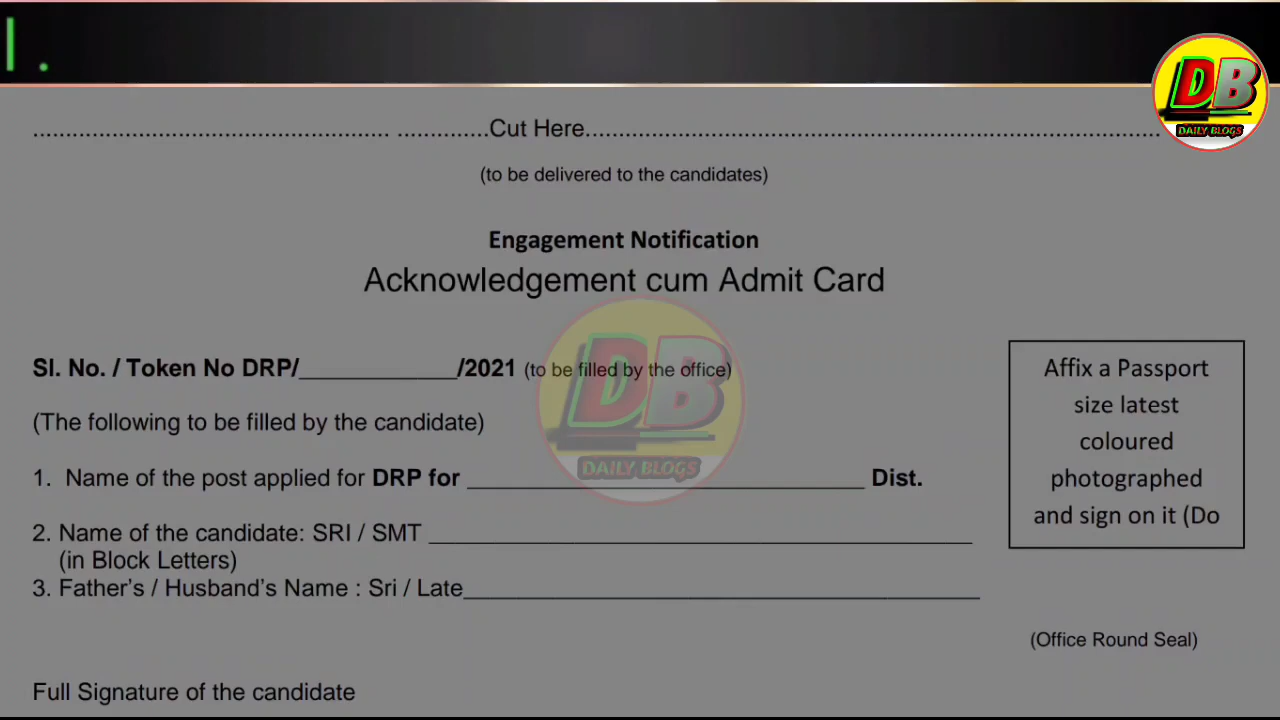 DB
DAILY BLOGS
.................................................... ..............Cut Here....................................................................................
(to be delivered to the candidates)
Engagement Notification
Acknowledgement cum Admit Card
Sl. No. / Token No DRP/____________/2021 (to be filled by the office)
Affix a Passport
size latest
coloured
photographed
and sign on it (Do
(The following to be filled by the candidate)
1. Name of the post applied for DRP for ______________________________ Dist.
2. Name of the candidate: SRI / SMT _________________________________________
(in Block Letters)
3. Father's / Husband's Name : Sri / Late_______________________________________
DB
DAILY BLOGS
(Office Round Seal)
Full Signature of the candidate